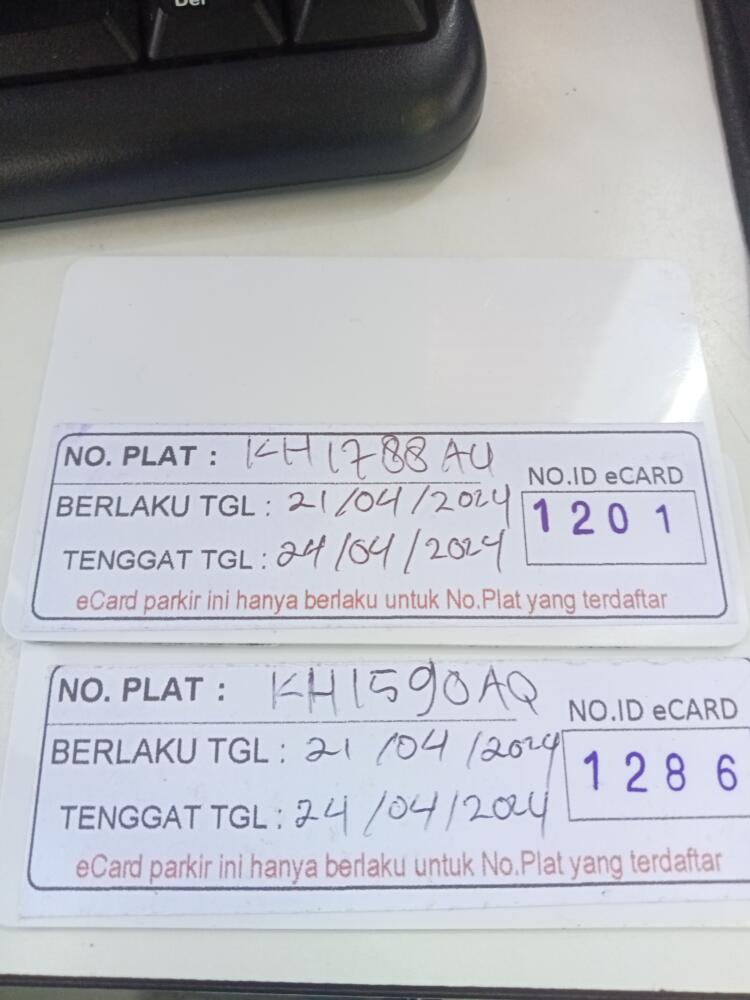 Del
NO. PLAT : KH 1788 AU
BERLAKU TGL : 21/04/2024
TENGGAT TGL : 24/04/2024
NO.ID eCARD
1201
eCard parkir ini hanya berlaku untuk No.Plat yang terdaftar
NO. PLAT : KH 1590 AQ
BERLAKU TGL : 21/04/2024
TENGGAT TGL : 24/04/2024
NO.ID eCARD
1286
eCard parkir ini hanya berlaku untuk No.Plat yang terdaftar